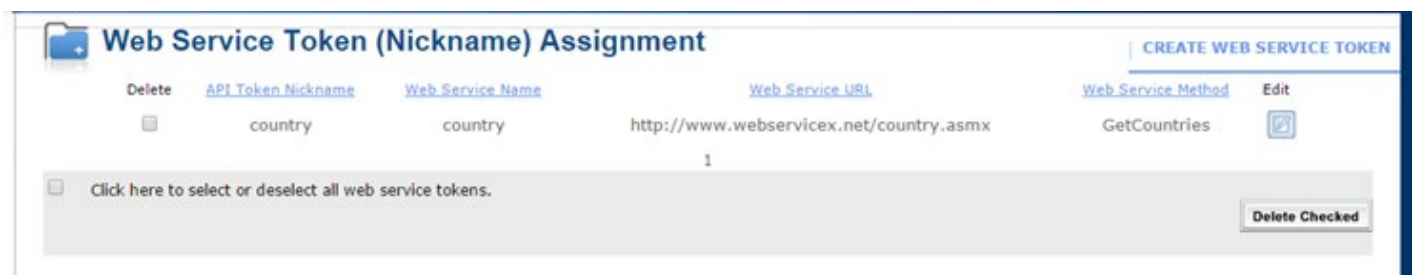 Web Service Token (Nickname) Assignment
CREATE WEB SERVICE TOKEN
Delete API Token Nickname Web Service Name Web Service URL Web Service Method Edit
country country http://www.webservicex.net/country.asmx GetCountries
1
Click here to select or deselect all web service tokens.
Delete Checked